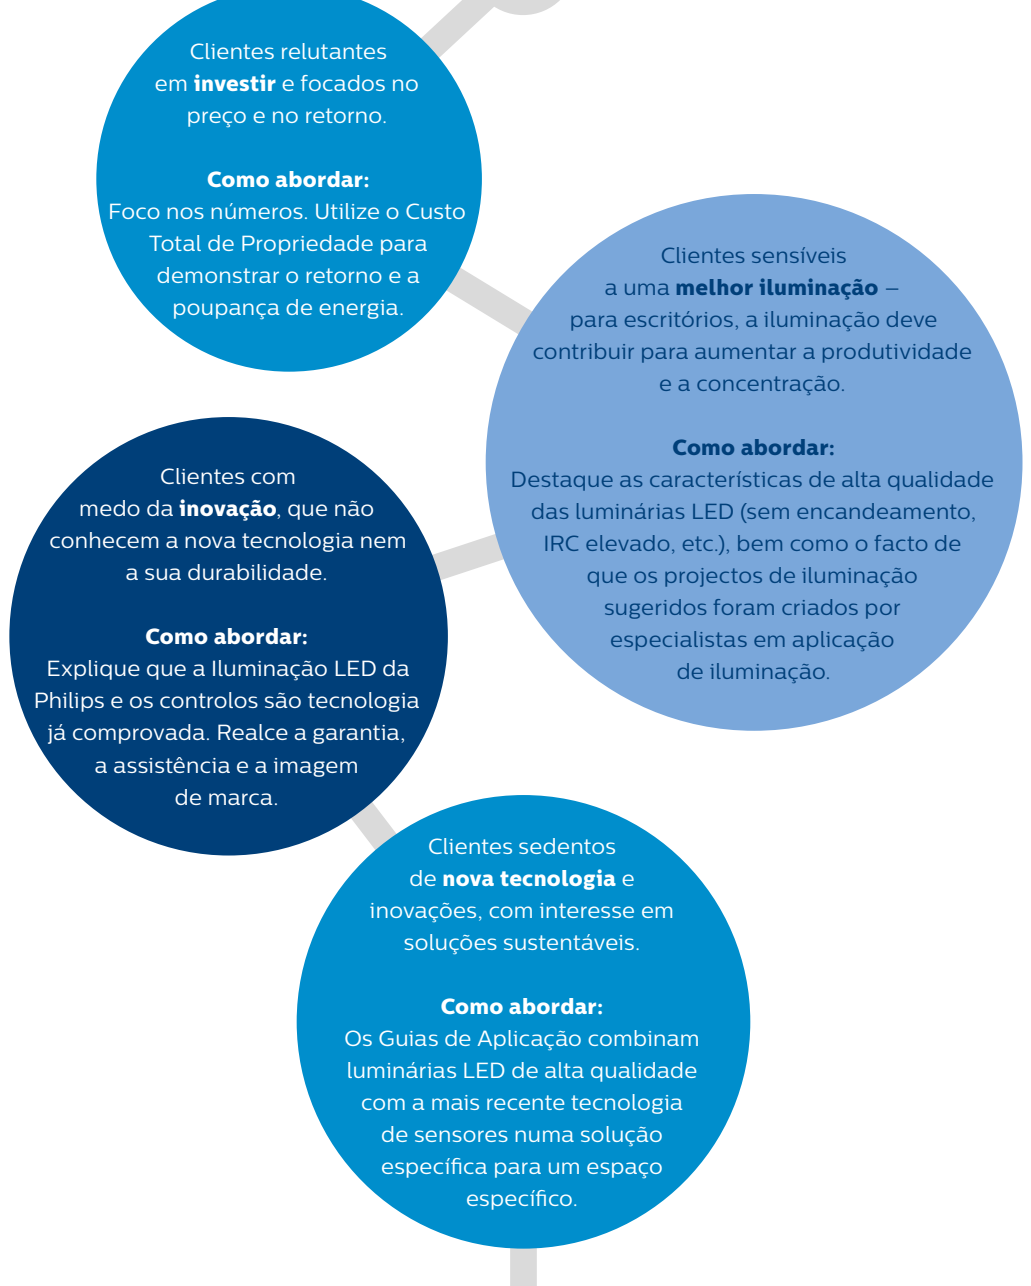 Clientes relutantes
em investir e focados no
preço e no retorno.
Como abordar:
Foco nos números. Utilize o Custo
Total de Propriedade para
demonstrar o retorno e a
poupança de energia.
Clientes sensíveis
a uma melhor iluminação –
para escritórios, a iluminação deve
contribuir para aumentar a produtividade
e a concentração.
Como abordar:
Destaque as características de alta qualidade
das luminárias LED (sem encandeamento,
IRC elevado, etc.), bem como o facto de
que os projectos de iluminação
sugeridos foram criados por
especialistas em aplicação
de iluminação.
Clientes com
medo da inovação, que não
conhecem a nova tecnologia nem
a sua durabilidade.
Como abordar:
Explique que a Iluminação LED da
Philips e os controlos são tecnologia
já comprovada. Realce a garantia,
a assistência e a imagem
de marca.
Clientes sedentos
de nova tecnologia e
inovações, com interesse em
soluções sustentáveis.
Como abordar:
Os Guias de Aplicação combinam
luminárias LED de alta qualidade
com a mais recente tecnologia
de sensores numa solução
específica para um espaço
específico.